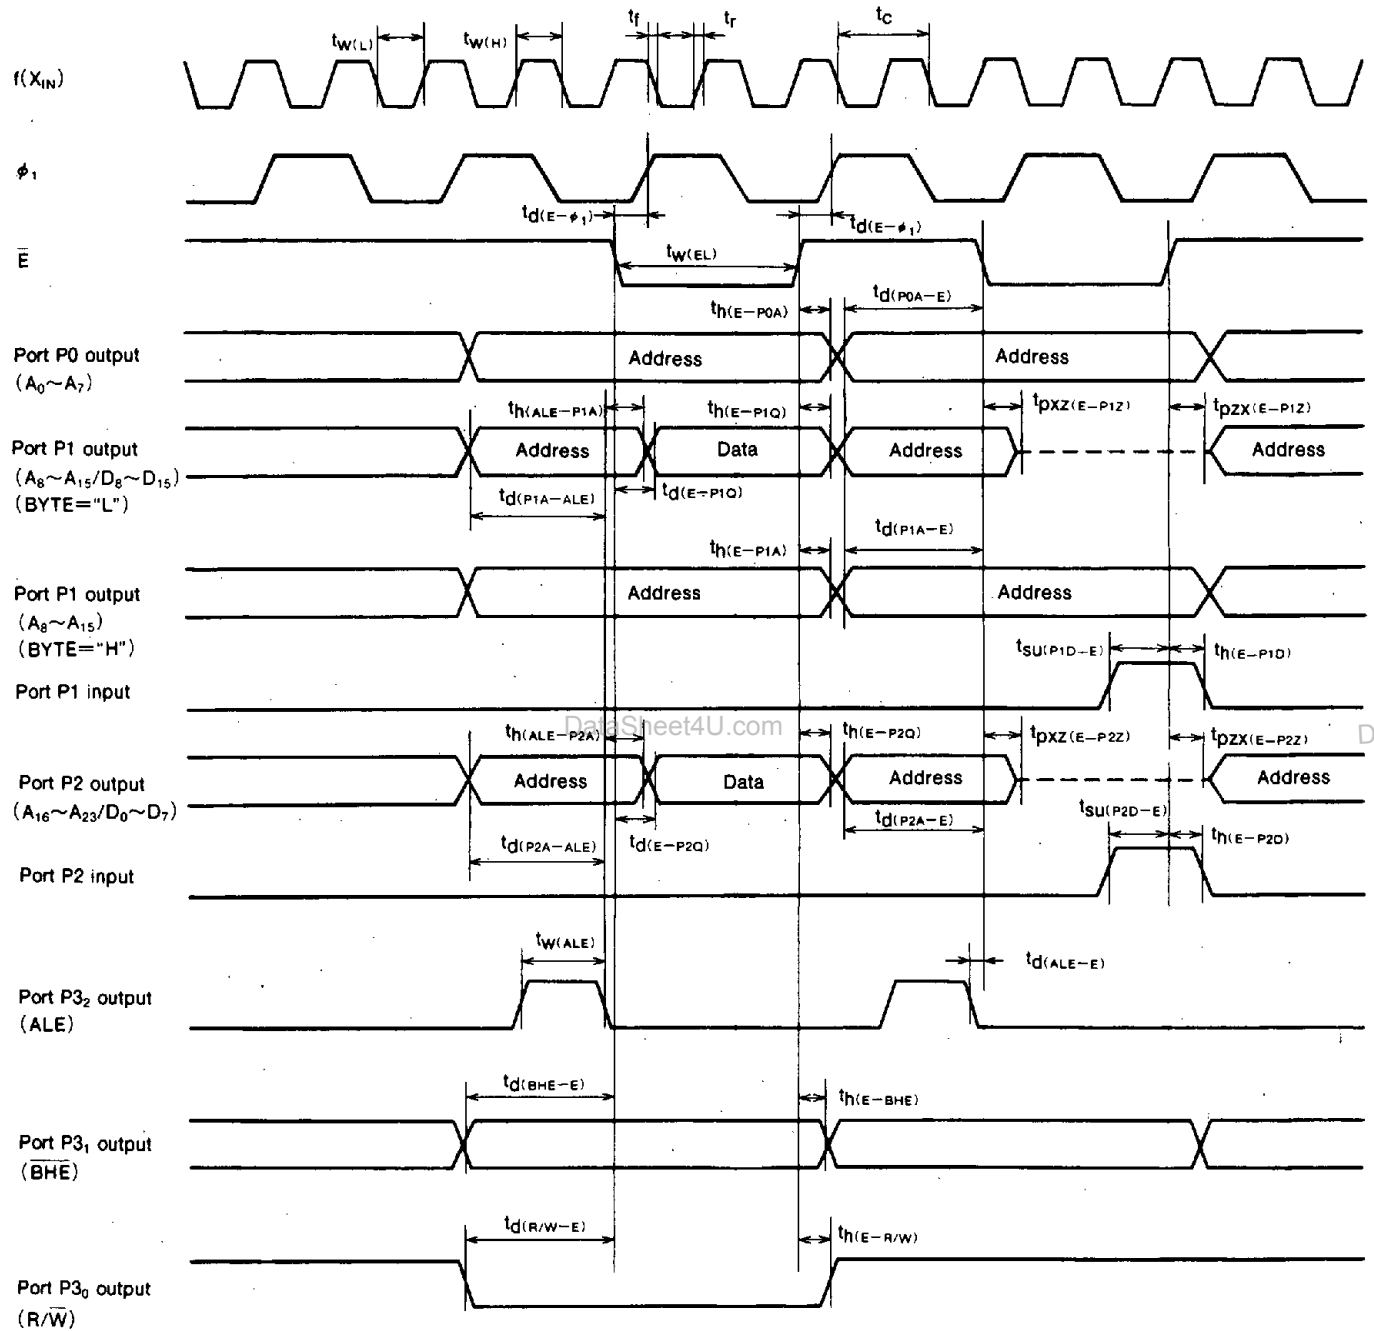 tf tr tC
tW(L) tW(H)
f(XIN)
ϕ1
td(E−ϕ1) td(E−ϕ1)
E̅ tW(EL)
td(P0A−E)
th(E−P0A)
Port P0 output Address Address
(A0~A7)
th(ALE−P1A) th(E−P1Q) tpxz(E−P1Z) tpzx(E−P1Z)
Port P1 output Address Data Address Address
(A8~A15/D8~D15) td(P1A−ALE) td(E−P1Q)
(BYTE="L")
td(P1A−E)
th(E−P1A)
Port P1 output Address Address
(A8~A15)
(BYTE="H") tSU(P1D−E) th(E−P1D)
Port P1 input
DataSheet4U.com D
th(ALE−P2A) th(E−P2Q) tpxz(E−P2Z) tpzx(E−P2Z)
Port P2 output Address Data Address Address
(A16~A23/D0~D7) tSU(P2D−E)
td(P2A−ALE) td(E−P2Q) td(P2A−E) th(E−P2D)
Port P2 input
tW(ALE) td(ALE−E)
Port P32 output
(ALE)
td(BHE−E) th(E−BHE)
Port P31 output
(B̅H̅E̅)
td(R/W−E) th(E−R/W)
Port P30 output
(R/W̅)